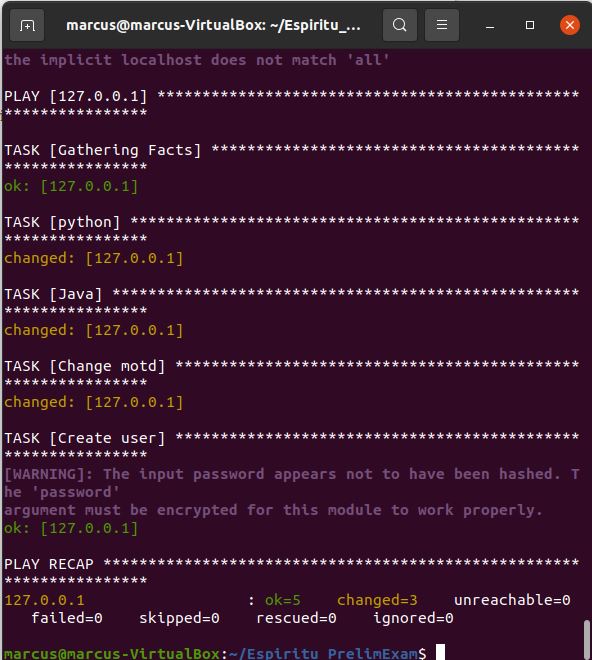 marcus@marcus-VirtualBox: ~/Espiritu_...
the implicit localhost does not match 'all'
PLAY [127.0.0.1] ***********************************************
****************
TASK [Gathering Facts] *****************************************
****************
ok: [127.0.0.1]
TASK [python] **************************************************
****************
changed: [127.0.0.1]
TASK [Java] ****************************************************
****************
changed: [127.0.0.1]
TASK [Change motd] *********************************************
****************
changed: [127.0.0.1]
TASK [Create user] *********************************************
****************
[WARNING]: The input password appears not to have been hashed. T
he 'password'
argument must be encrypted for this module to work properly.
ok: [127.0.0.1]
PLAY RECAP *****************************************************
****************
127.0.0.1                  : ok=5    changed=3    unreachable=0
   failed=0    skipped=0    rescued=0    ignored=0
marcus@marcus-VirtualBox:~/Espiritu_PrelimExam$